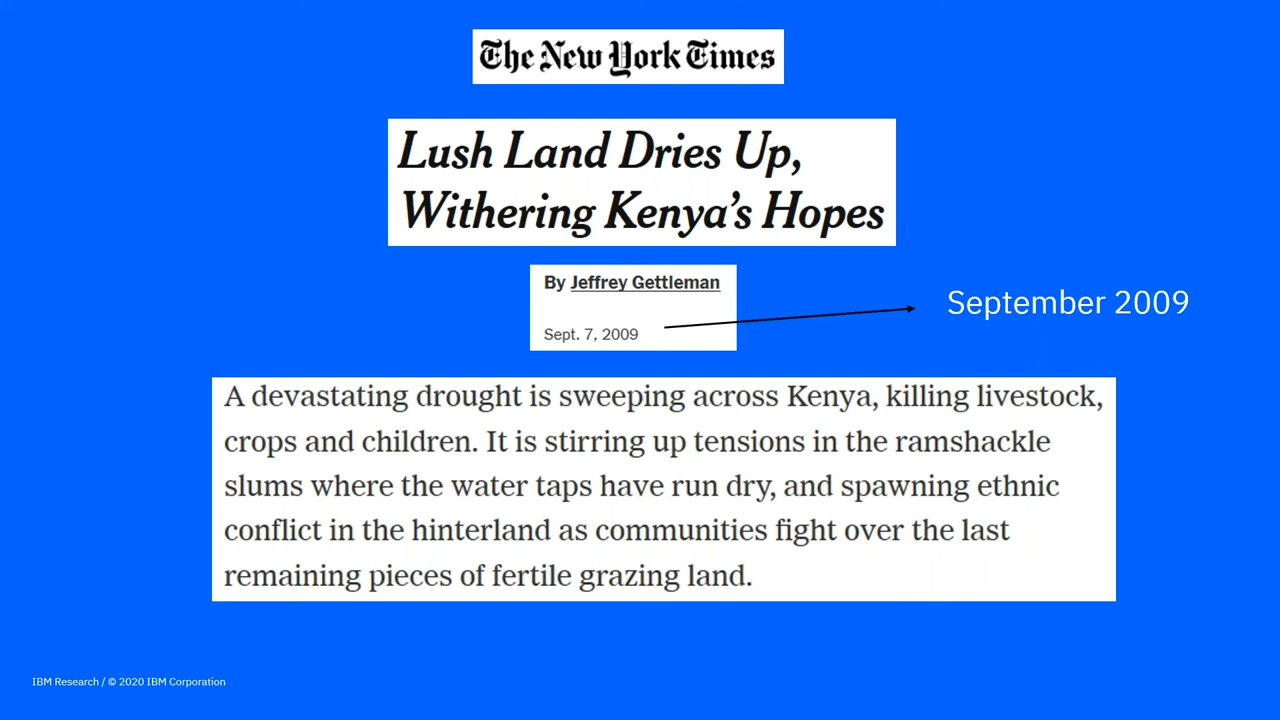 The New York Times
Lush Land Dries Up,
Withering Kenya’s Hopes
By Jeffrey Gettleman
Sept. 7, 2009
September 2009
A devastating drought is sweeping across Kenya, killing livestock,
crops and children. It is stirring up tensions in the ramshackle
slums where the water taps have run dry, and spawning ethnic
conflict in the hinterland as communities fight over the last
remaining pieces of fertile grazing land.
IBM Research / © 2020 IBM Corporation